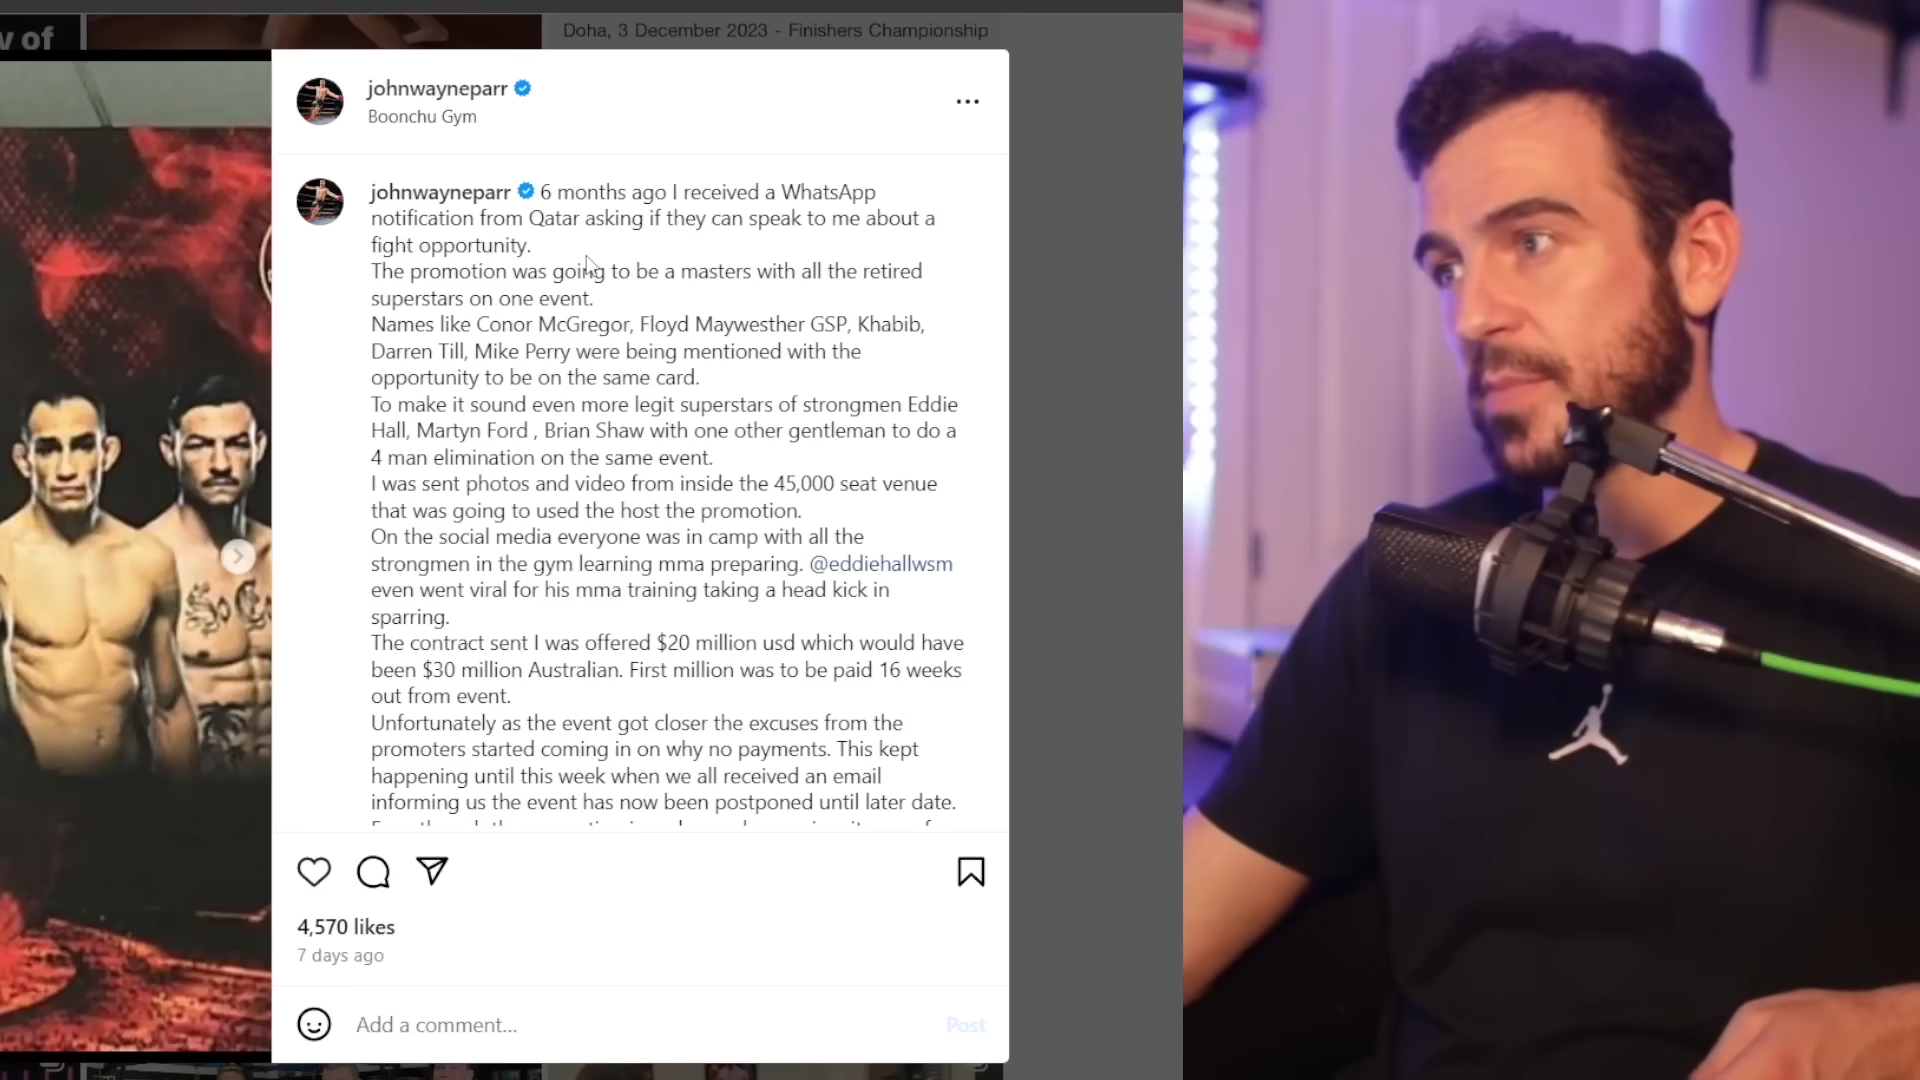 v of
Doha, 3 December 2023 - Finishers Championship
johnwayneparr
Boonchu Gym
johnwayneparr 6 months ago I received a WhatsApp
notification from Qatar asking if they can speak to me about a
fight opportunity.
The promotion was going to be a masters with all the retired
superstars on one event.
Names like Conor McGregor, Floyd Maywesther GSP, Khabib,
Darren Till, Mike Perry were being mentioned with the
opportunity to be on the same card.
To make it sound even more legit superstars of strongmen Eddie
Hall, Martyn Ford , Brian Shaw with one other gentleman to do a
4 man elimination on the same event.
I was sent photos and video from inside the 45,000 seat venue
that was going to used the host the promotion.
On the social media everyone was in camp with all the
strongmen in the gym learning mma preparing. @eddiehallwsm
even went viral for his mma training taking a head kick in
sparring.
The contract sent I was offered $20 million usd which would have
been $30 million Australian. First million was to be paid 16 weeks
out from event.
Unfortunately as the event got closer the excuses from the
promoters started coming in on why no payments. This kept
happening until this week when we all received an email
informing us the event has now been postponed until later date.
4,570 likes
7 days ago
Add a comment...
Post